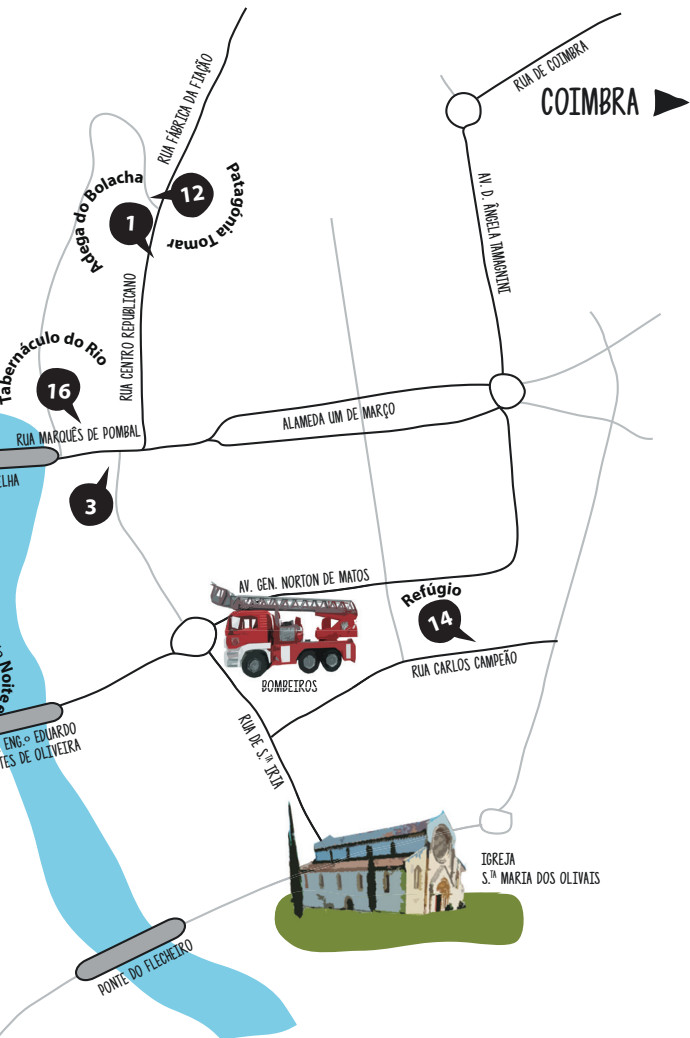 RUA DE COIMBRA
COIMBRA
RUA FÁBRICA DA FIAÇÃO
Adega do Bolacha
12
Patagónia Tomar
1
AV. D. ÂNGELA TAMAGNINI
RUA CENTRO REPUBLICANO
Tabernáculo do Rio
16
ALAMEDA UM DE MARÇO
RUA MARQUÊS DE POMBAL
ELHA
3
AV. GEN. NORTON DE MATOS
Refúgio
14
RUA CARLOS CAMPEÃO
BOMBEIROS
Noite
RUA DE S.TA IRIA
ENG.º EDUARDO
TES DE OLIVEIRA
IGREJA
S.TA MARIA DOS OLIVAIS
PONTE DO FLECHEIRO